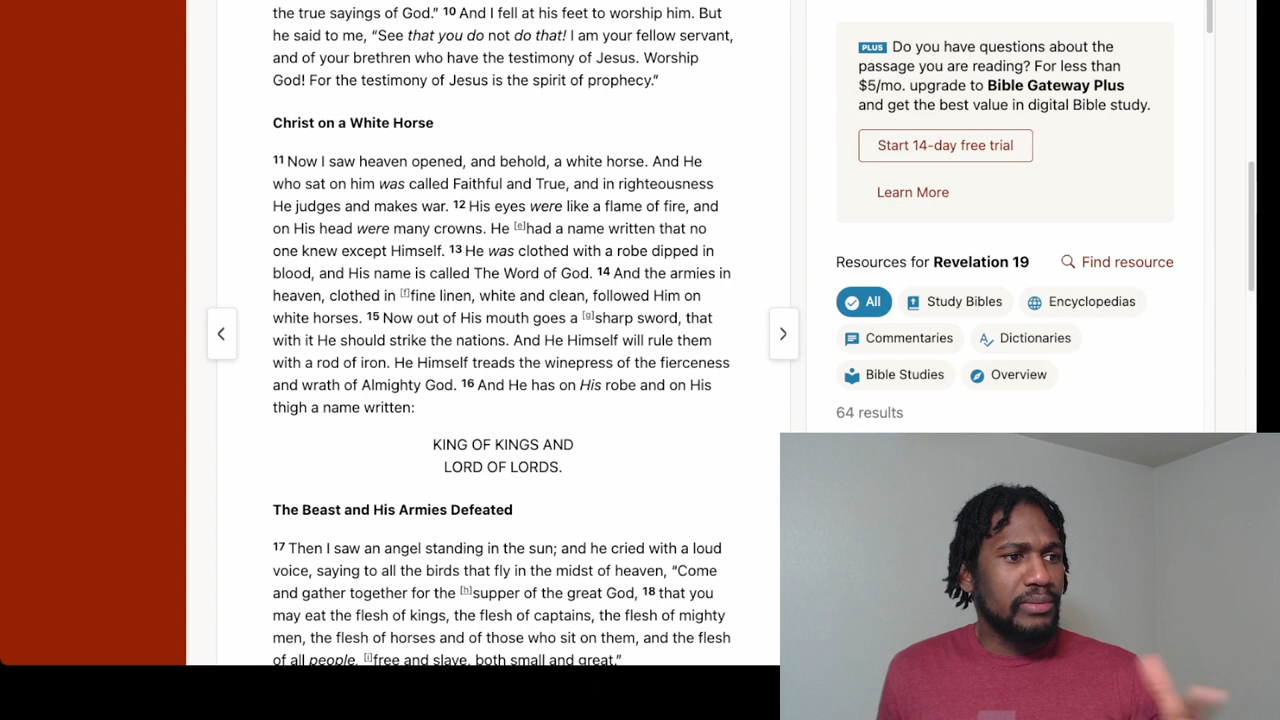 the true sayings of God.” 10 And I fell at his feet to worship him. But
he said to me, “See that you do not do that! I am your fellow servant,
and of your brethren who have the testimony of Jesus. Worship
God! For the testimony of Jesus is the spirit of prophecy.”
Christ on a White Horse
11 Now I saw heaven opened, and behold, a white horse. And He
who sat on him was called Faithful and True, and in righteousness
He judges and makes war. 12 His eyes were like a flame of fire, and
on His head were many crowns. He [e]had a name written that no
one knew except Himself. 13 He was clothed with a robe dipped in
blood, and His name is called The Word of God. 14 And the armies in
heaven, clothed in [f]fine linen, white and clean, followed Him on
white horses. 15 Now out of His mouth goes a [g]sharp sword, that
with it He should strike the nations. And He Himself will rule them
with a rod of iron. He Himself treads the winepress of the fierceness
and wrath of Almighty God. 16 And He has on His robe and on His
thigh a name written:
KING OF KINGS AND
LORD OF LORDS.
The Beast and His Armies Defeated
17 Then I saw an angel standing in the sun; and he cried with a loud
voice, saying to all the birds that fly in the midst of heaven, “Come
and gather together for the [h]supper of the great God, 18 that you
may eat the flesh of kings, the flesh of captains, the flesh of mighty
men, the flesh of horses and of those who sit on them, and the flesh
of all people, [i]free and slave, both small and great.”
PLUS Do you have questions about the
passage you are reading? For less than
$5/mo. upgrade to Bible Gateway Plus
and get the best value in digital Bible study.
Start 14-day free trial
Learn More
Resources for Revelation 19 Find resource
All Study Bibles Encyclopedias
Commentaries Dictionaries
Bible Studies Overview
64 results